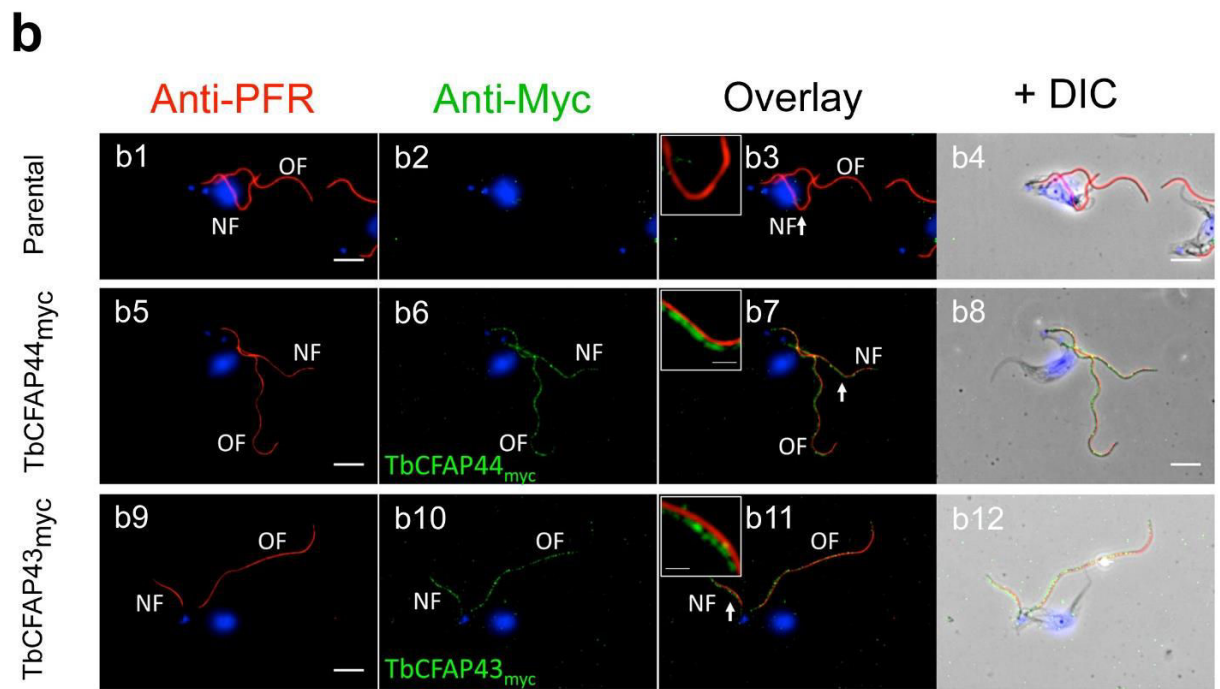 b
Anti-PFR Anti-Myc Overlay + DIC
Parental
b1 OF NF
b2
b3 OF NF
b4
TbCFAP44myc
b5 NF OF
b6 NF OF TbCFAP44myc
b7 NF OF
b8
TbCFAP43myc
b9 OF NF
b10 OF NF TbCFAP43myc
b11 OF NF
b12